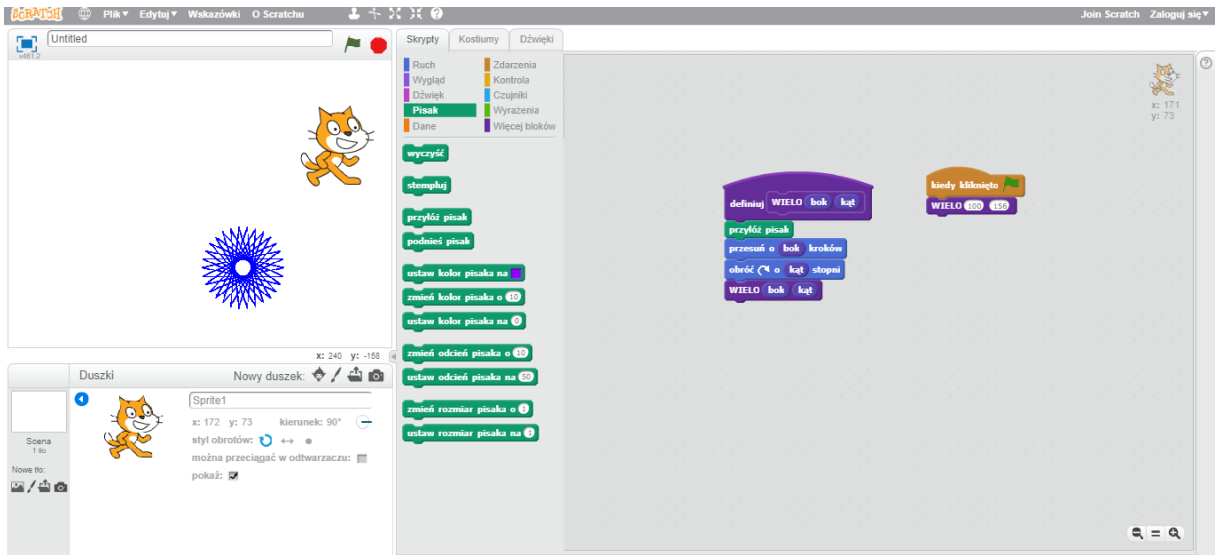 SCRATCH Plik Edytuj Wskazówki O Scratchu Join Scratch Zaloguj się
Untitled
v461.2
Skrypty Kostiumy Dźwięki
Ruch Zdarzenia
Wygląd Kontrola
Dźwięk Czujniki
Pisak Wyrażenia
Dane Więcej bloków
wyczyść
stempluj
przyłóż pisak
podnieś pisak
ustaw kolor pisaka na
zmień kolor pisaka o 10
ustaw kolor pisaka na 0
zmień odcień pisaka o 10
ustaw odcień pisaka na 50
zmień rozmiar pisaka o 1
ustaw rozmiar pisaka na 1
definiuj WIELO bok kąt
przyłóż pisak
przesuń o bok kroków
obróć o kąt stopni
WIELO bok kąt
kiedy kliknięto
WIELO 100 156
x: 171
y: 73
x: 240 y: -158
Duszki Nowy duszek:
Scena
1 tło
Nowe tło:
Sprite1
x: 172 y: 73 kierunek: 90°
styl obrotów:
można przeciągać w odtwarzaczu:
pokaż: